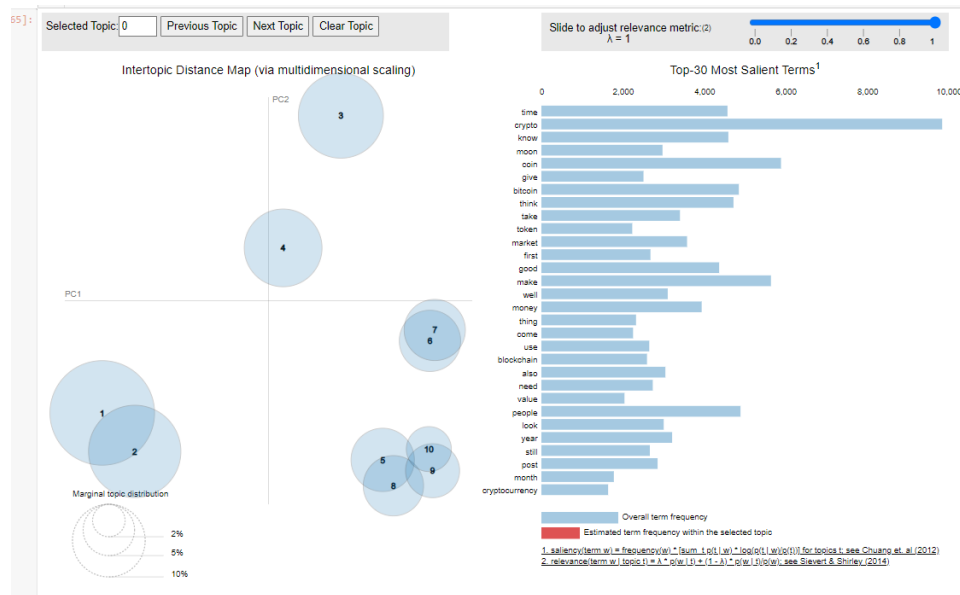 65]:
Selected Topic: 0 Previous Topic Next Topic Clear Topic
Slide to adjust relevance metric:(2)
λ = 1
0.0 0.2 0.4 0.6 0.8 1
Intertopic Distance Map (via multidimensional scaling)
PC2
PC1
3
4
7
6
1
2
5
10
9
8
Marginal topic distribution
2%
5%
10%
Top-30 Most Salient Terms1
0 2,000 4,000 6,000 8,000 10,000
time
crypto
know
moon
coin
give
bitcoin
think
take
token
market
first
good
make
well
money
thing
come
use
blockchain
also
need
value
people
look
year
still
post
month
cryptocurrency
Overall term frequency
Estimated term frequency within the selected topic
1. saliency(term w) = frequency(w) * [sum_t p(t | w) * log(p(t | w)/p(t))] for topics t; see Chuang et. al (2012)
2. relevance(term w | topic t) = λ * p(w | t) + (1 - λ) * p(w | t)/p(w); see Sievert & Shirley (2014)